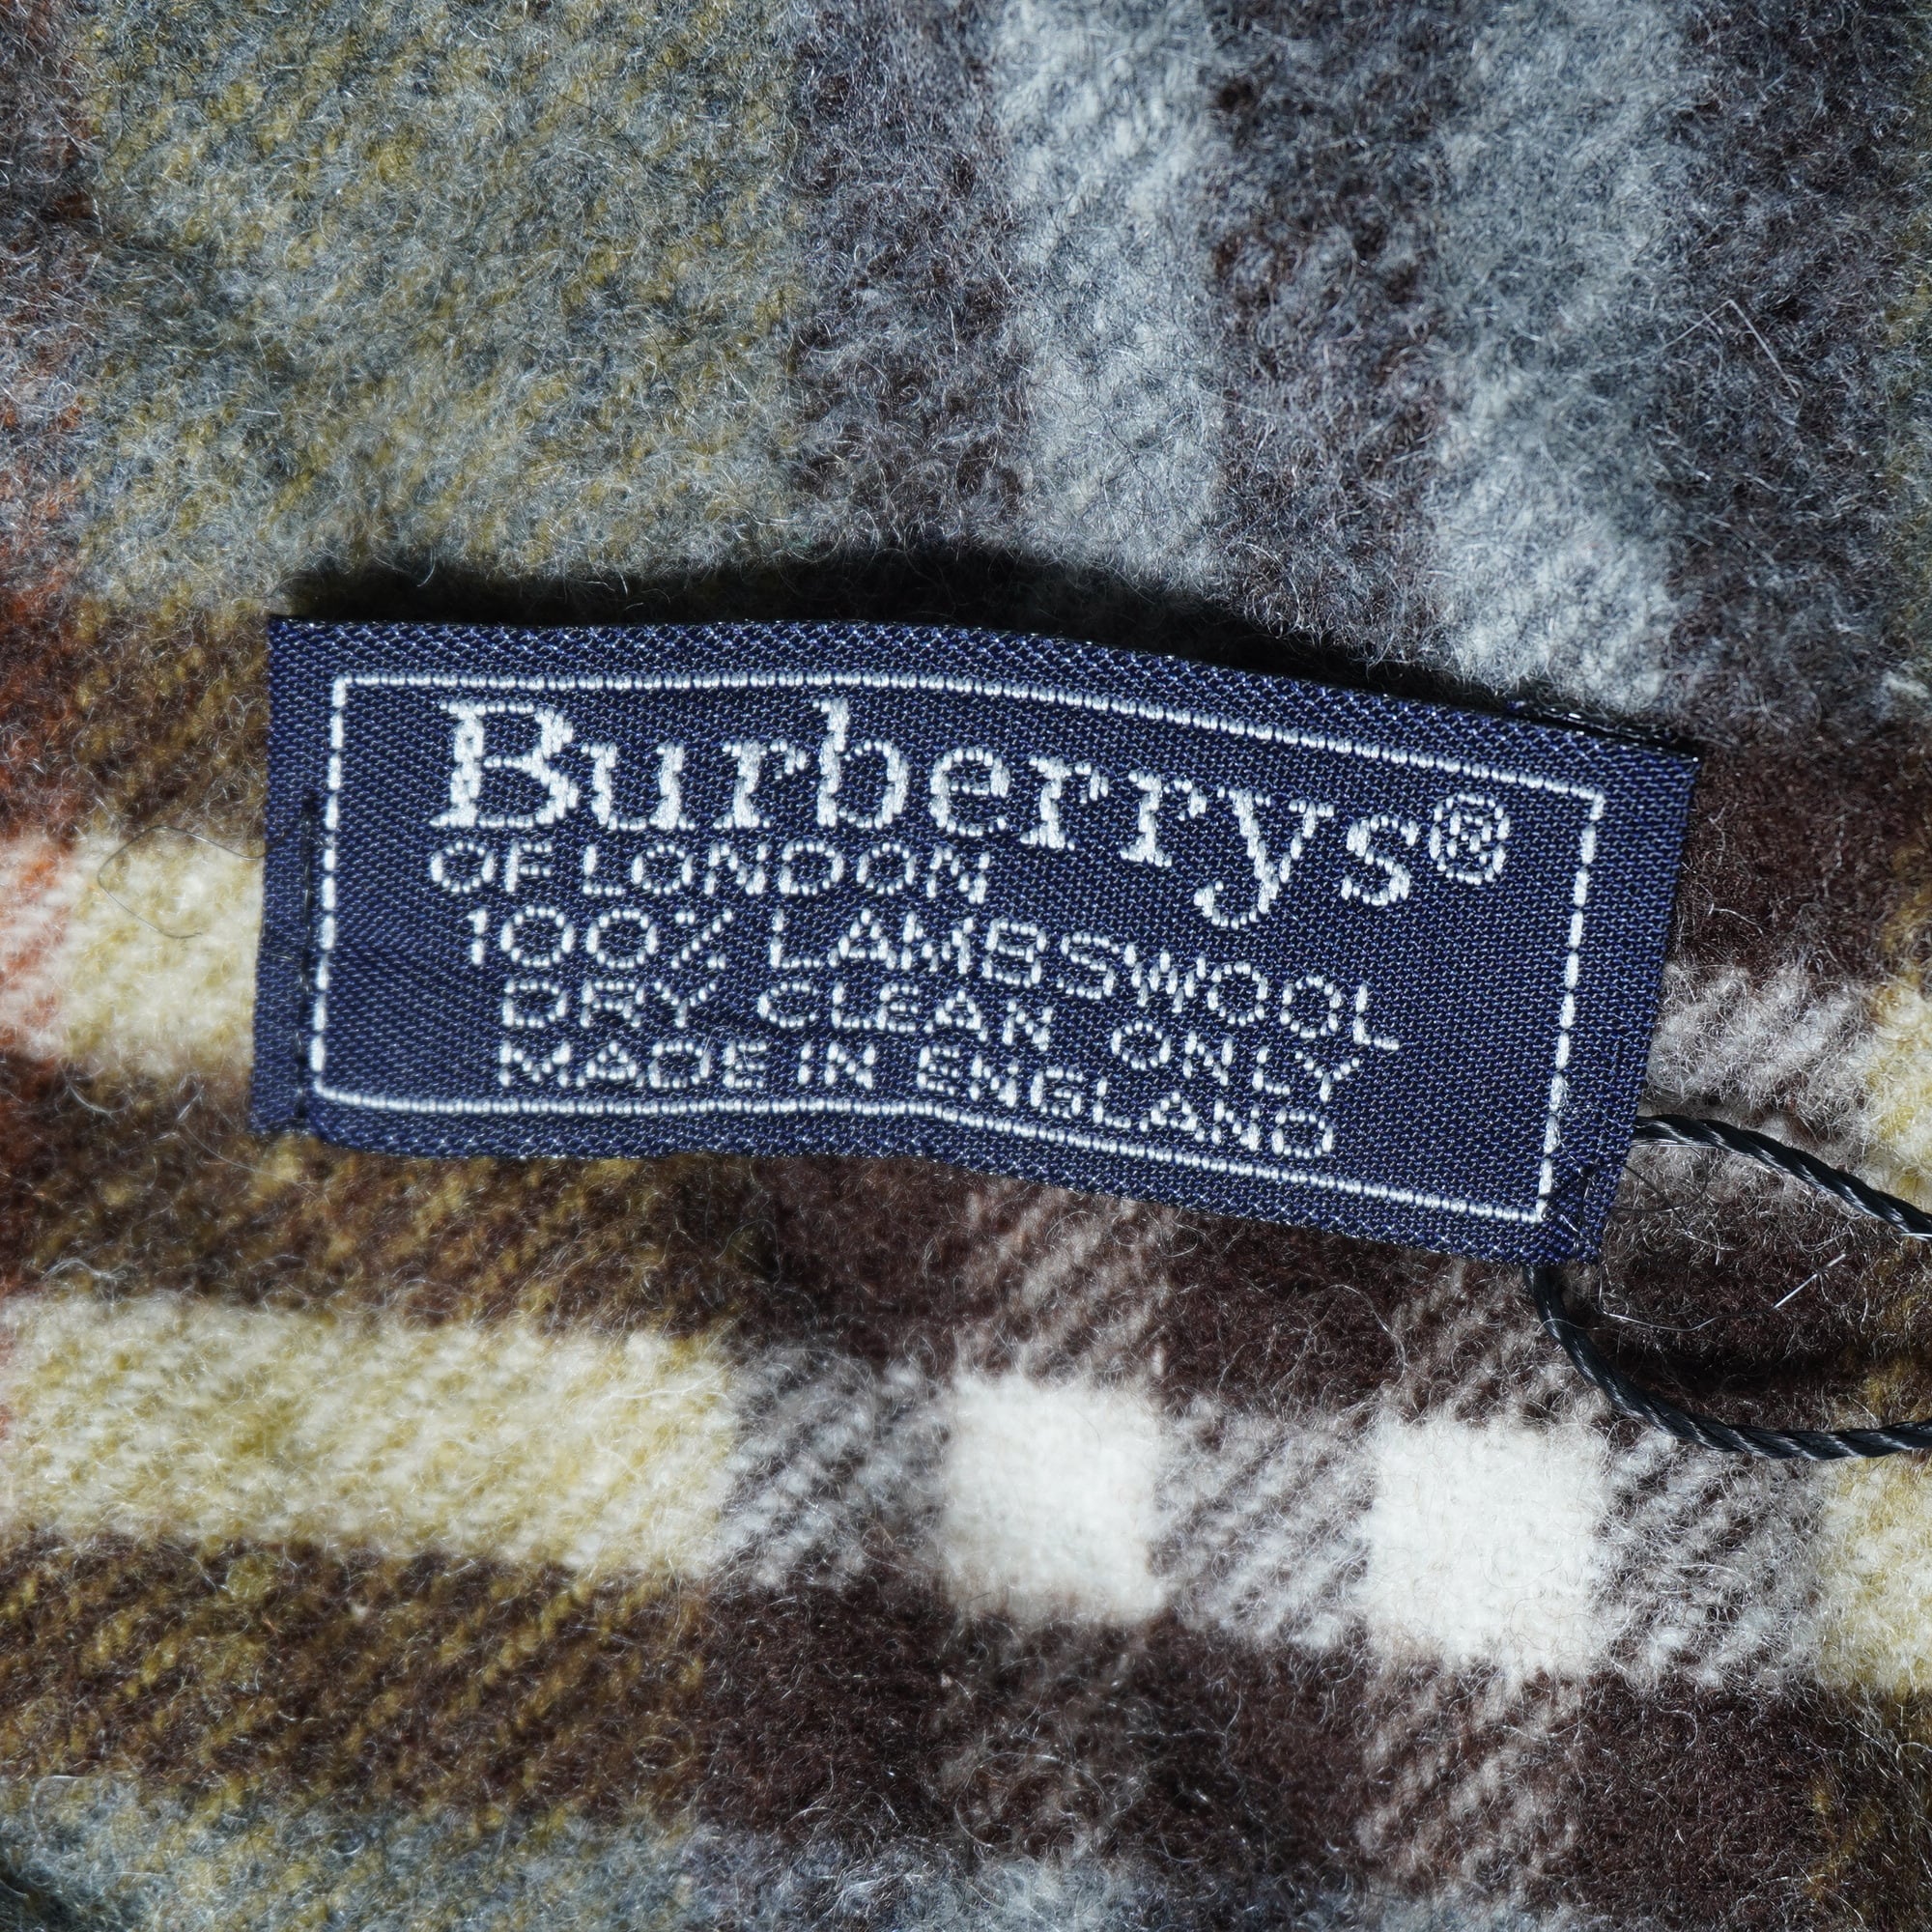 Burberrys®
OF LONDON
100% LAMBSWOOL
DRY CLEAN ONLY
MADE IN ENGLAND